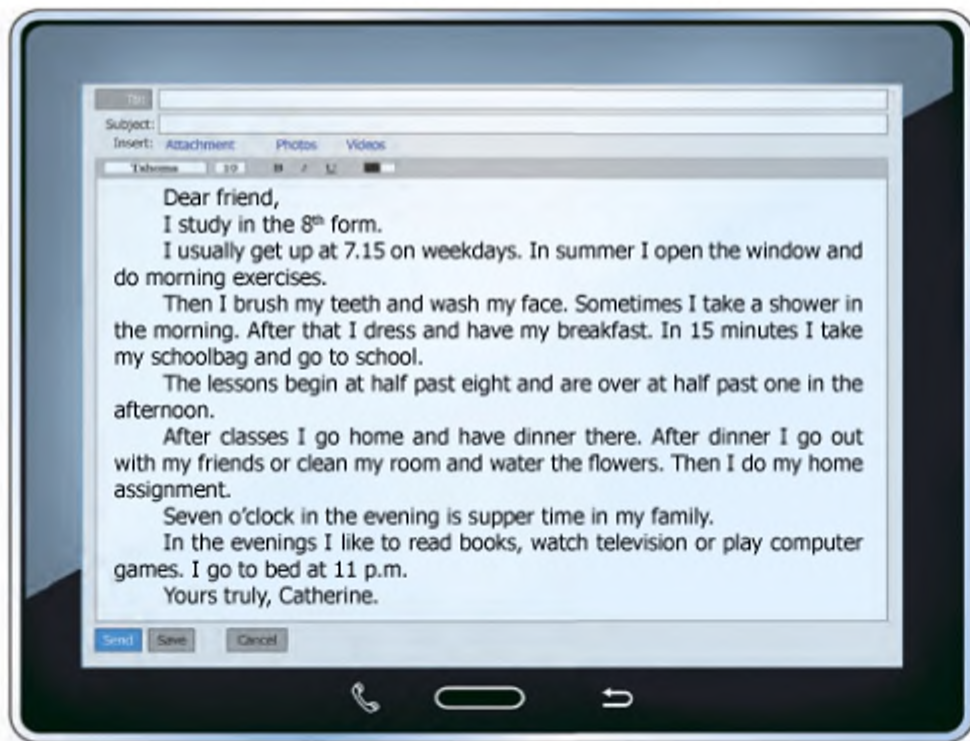 To:
Subject:
Insert: Attachment Photos Videos
Tahoma 10 B I U
Dear friend,
I study in the 8th form.
I usually get up at 7.15 on weekdays. In summer I open the window and
do morning exercises.
Then I brush my teeth and wash my face. Sometimes I take a shower in
the morning. After that I dress and have my breakfast. In 15 minutes I take
my schoolbag and go to school.
The lessons begin at half past eight and are over at half past one in the
afternoon.
After classes I go home and have dinner there. After dinner I go out
with my friends or clean my room and water the flowers. Then I do my home
assignment.
Seven o’clock in the evening is supper time in my family.
In the evenings I like to read books, watch television or play computer
games. I go to bed at 11 p.m.
Yours truly, Catherine.
Send Save Cancel